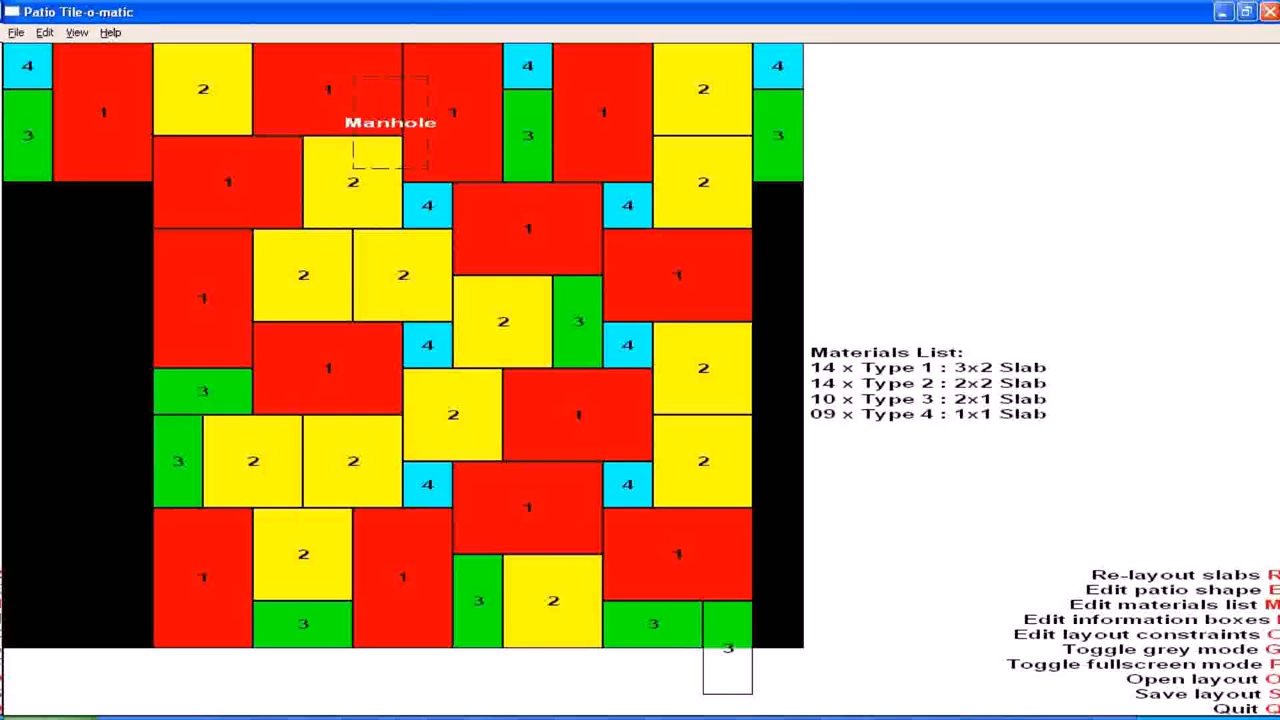 Patio Tile-o-matic
File Edit View Help
4 4 4
2 1 2
1 1 1
Manhole
3 3 3
1 2 2
4 4
1
2 2 1
1
2 3
4 4
1 2
3
2 1
3 2 2 2
4 4
1
2 1
1 1
3 2
3 3
3
Materials List:
14 x Type 1 : 3x2 Slab
14 x Type 2 : 2x2 Slab
10 x Type 3 : 2x1 Slab
09 x Type 4 : 1x1 Slab
Re-layout slabs R
Edit patio shape E
Edit materials list M
Edit information boxes I
Edit layout constraints C
Toggle grey mode G
Toggle fullscreen mode F
Open layout O
Save layout S
Quit Q